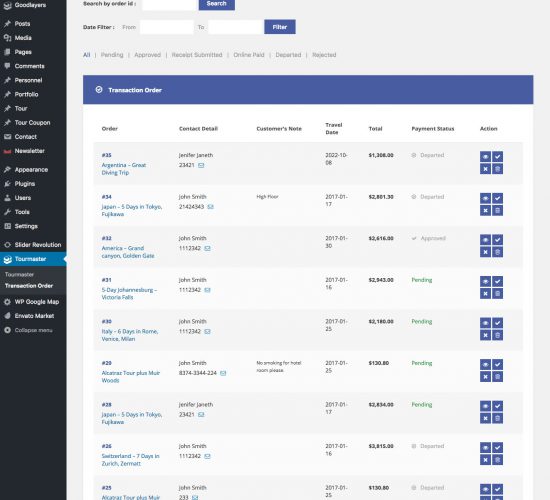 Goodlayers
Posts
Media
Pages
Comments
Personnel
Portfolio
Tour
Tour Coupon
Contact
Newsletter
Appearance
Plugins
Users
Tools
Settings
Slider Revolution
Tourmaster
Tourmaster
Transaction Order
WP Google Map
Envato Market
Collapse menu
Search by order id :
Search
Date Filter : From To Filter
All | Pending | Approved | Receipt Submitted | Online Paid | Departed | Rejected
Transaction Order
Order Contact Detail Customer's Note Travel Date Total Payment Status Action
#35 Jenifer Janeth 2022-10- $1,308.00 Departed
Argentina – Great 23421 08
Diving Trip
#34 John Smith High Floor 2017-01- $2,801.30 Departed
Japan – 5 Days in Tokyo, 21424343 17
Fujikawa
#32 John Smith 2017-01- $2,616.00 Approved
America – Grand 1112342 30
canyon, Golden Gate
#31 John Smith 2017-01- $2,943.00 Pending
5-Day Johannesburg – 1112342 16
Victoria Falls
#30 John Smith 2017-01- $2,180.00 Pending
Italy – 6 Days in Rome, 1112342 25
Venice, Milan
#29 John Smith No smoking for hotel 2017-01- $130.80 Pending
Alcatraz Tour plus Muir 8374-3344-224 room please. 25
Woods
#28 Jenifer Janeth 2017-01- $2,834.00 Pending
Japan – 5 Days in Tokyo, 23421 17
Fujikawa
#26 John Smith 2017-01- $3,815.00 Departed
Switzerland – 7 Days in 1112342 16
Zurich, Zermatt
#25 John Smith 2017-01- $130.80 Departed
Alcatraz Tour plus Muir 233 25